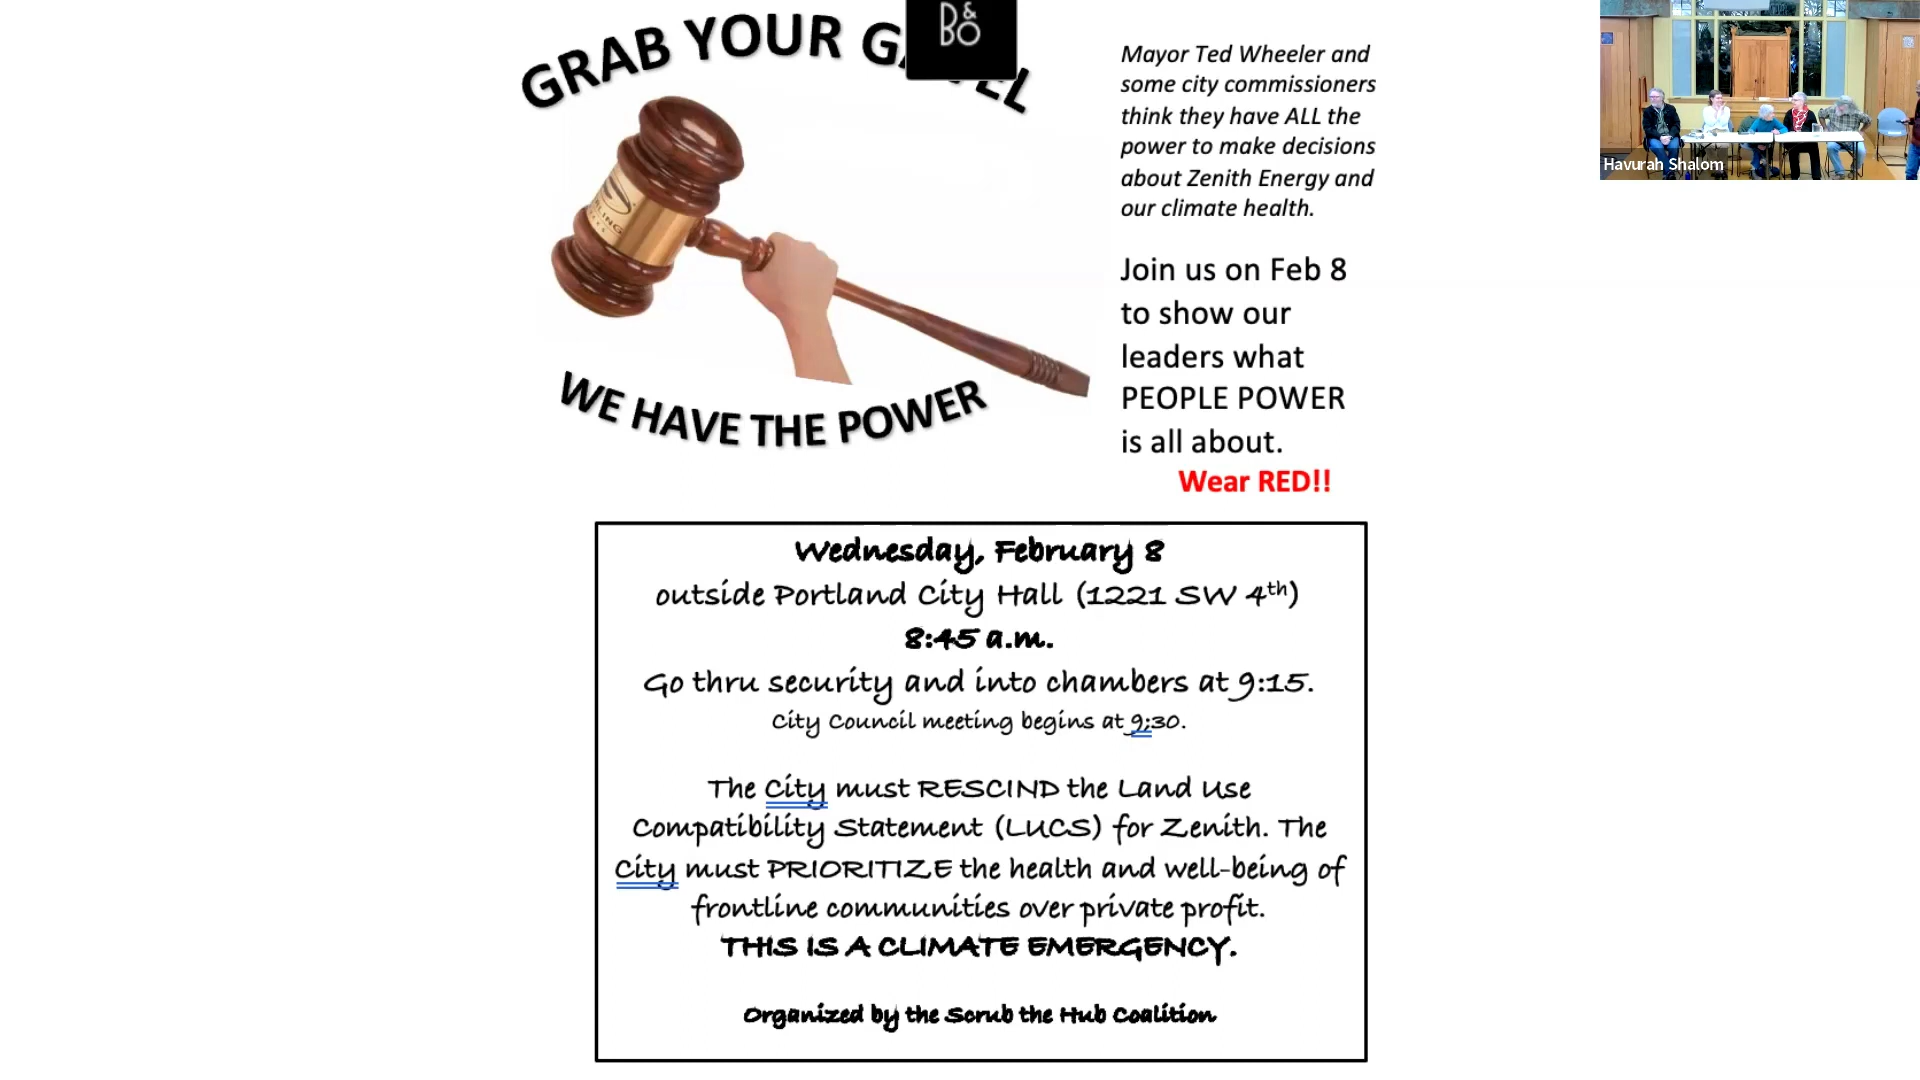 GRAB YOUR
B&O
Mayor Ted Wheeler and
some city commissioners
think they have ALL the
power to make decisions
about Zenith Energy and
our climate health.
Join us on Feb 8
to show our
leaders what
PEOPLE POWER
is all about.
Wear RED!!
WE HAVE THE POWER
Wednesday, February 8
outside Portland City Hall (1221 SW 4th)
8:45 a.m.
Go thru security and into chambers at 9:15.
City Council meeting begins at 9:30.
The City must RESCIND the Land Use
Compatibility Statement (LUCS) for Zenith. The
City must PRIORITIZE the health and well-being of
frontline communities over private profit.
THIS IS A CLIMATE EMERGENCY.
Organized by the Scrub the Hub Coalition
Havurah Shalom